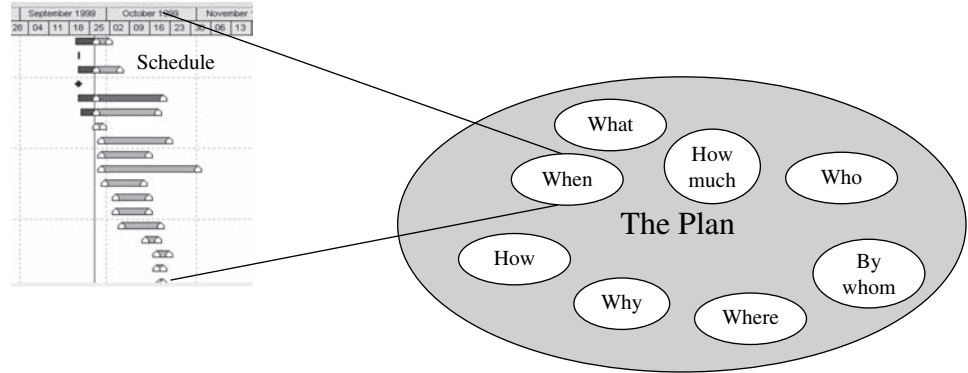 September 1999 October 1999 November
28 04 11 18 25 02 09 16 23 30 06 13
Schedule
What
How
much
When
Who
The Plan
How
By
whom
Why
Where